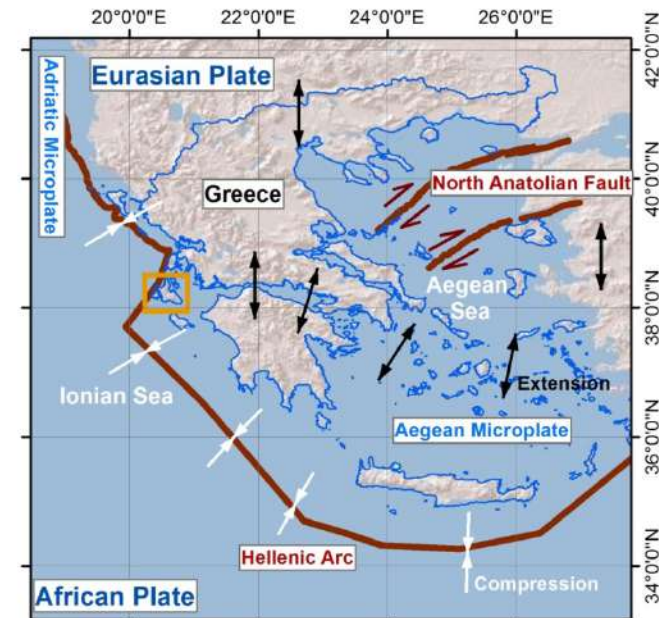 20°0'0"E 22°0'0"E 24°0'0"E 26°0'0"E
42°0'0"N
Eurasian Plate
Adriatic Microplate
40°0'0"N
North Anatolian Fault
Greece
Aegean
Sea
38°0'0"N
Ionian Sea
Extension
Aegean Microplate
36°0'0"N
Hellenic Arc
34°0'0"N
Compression
African Plate